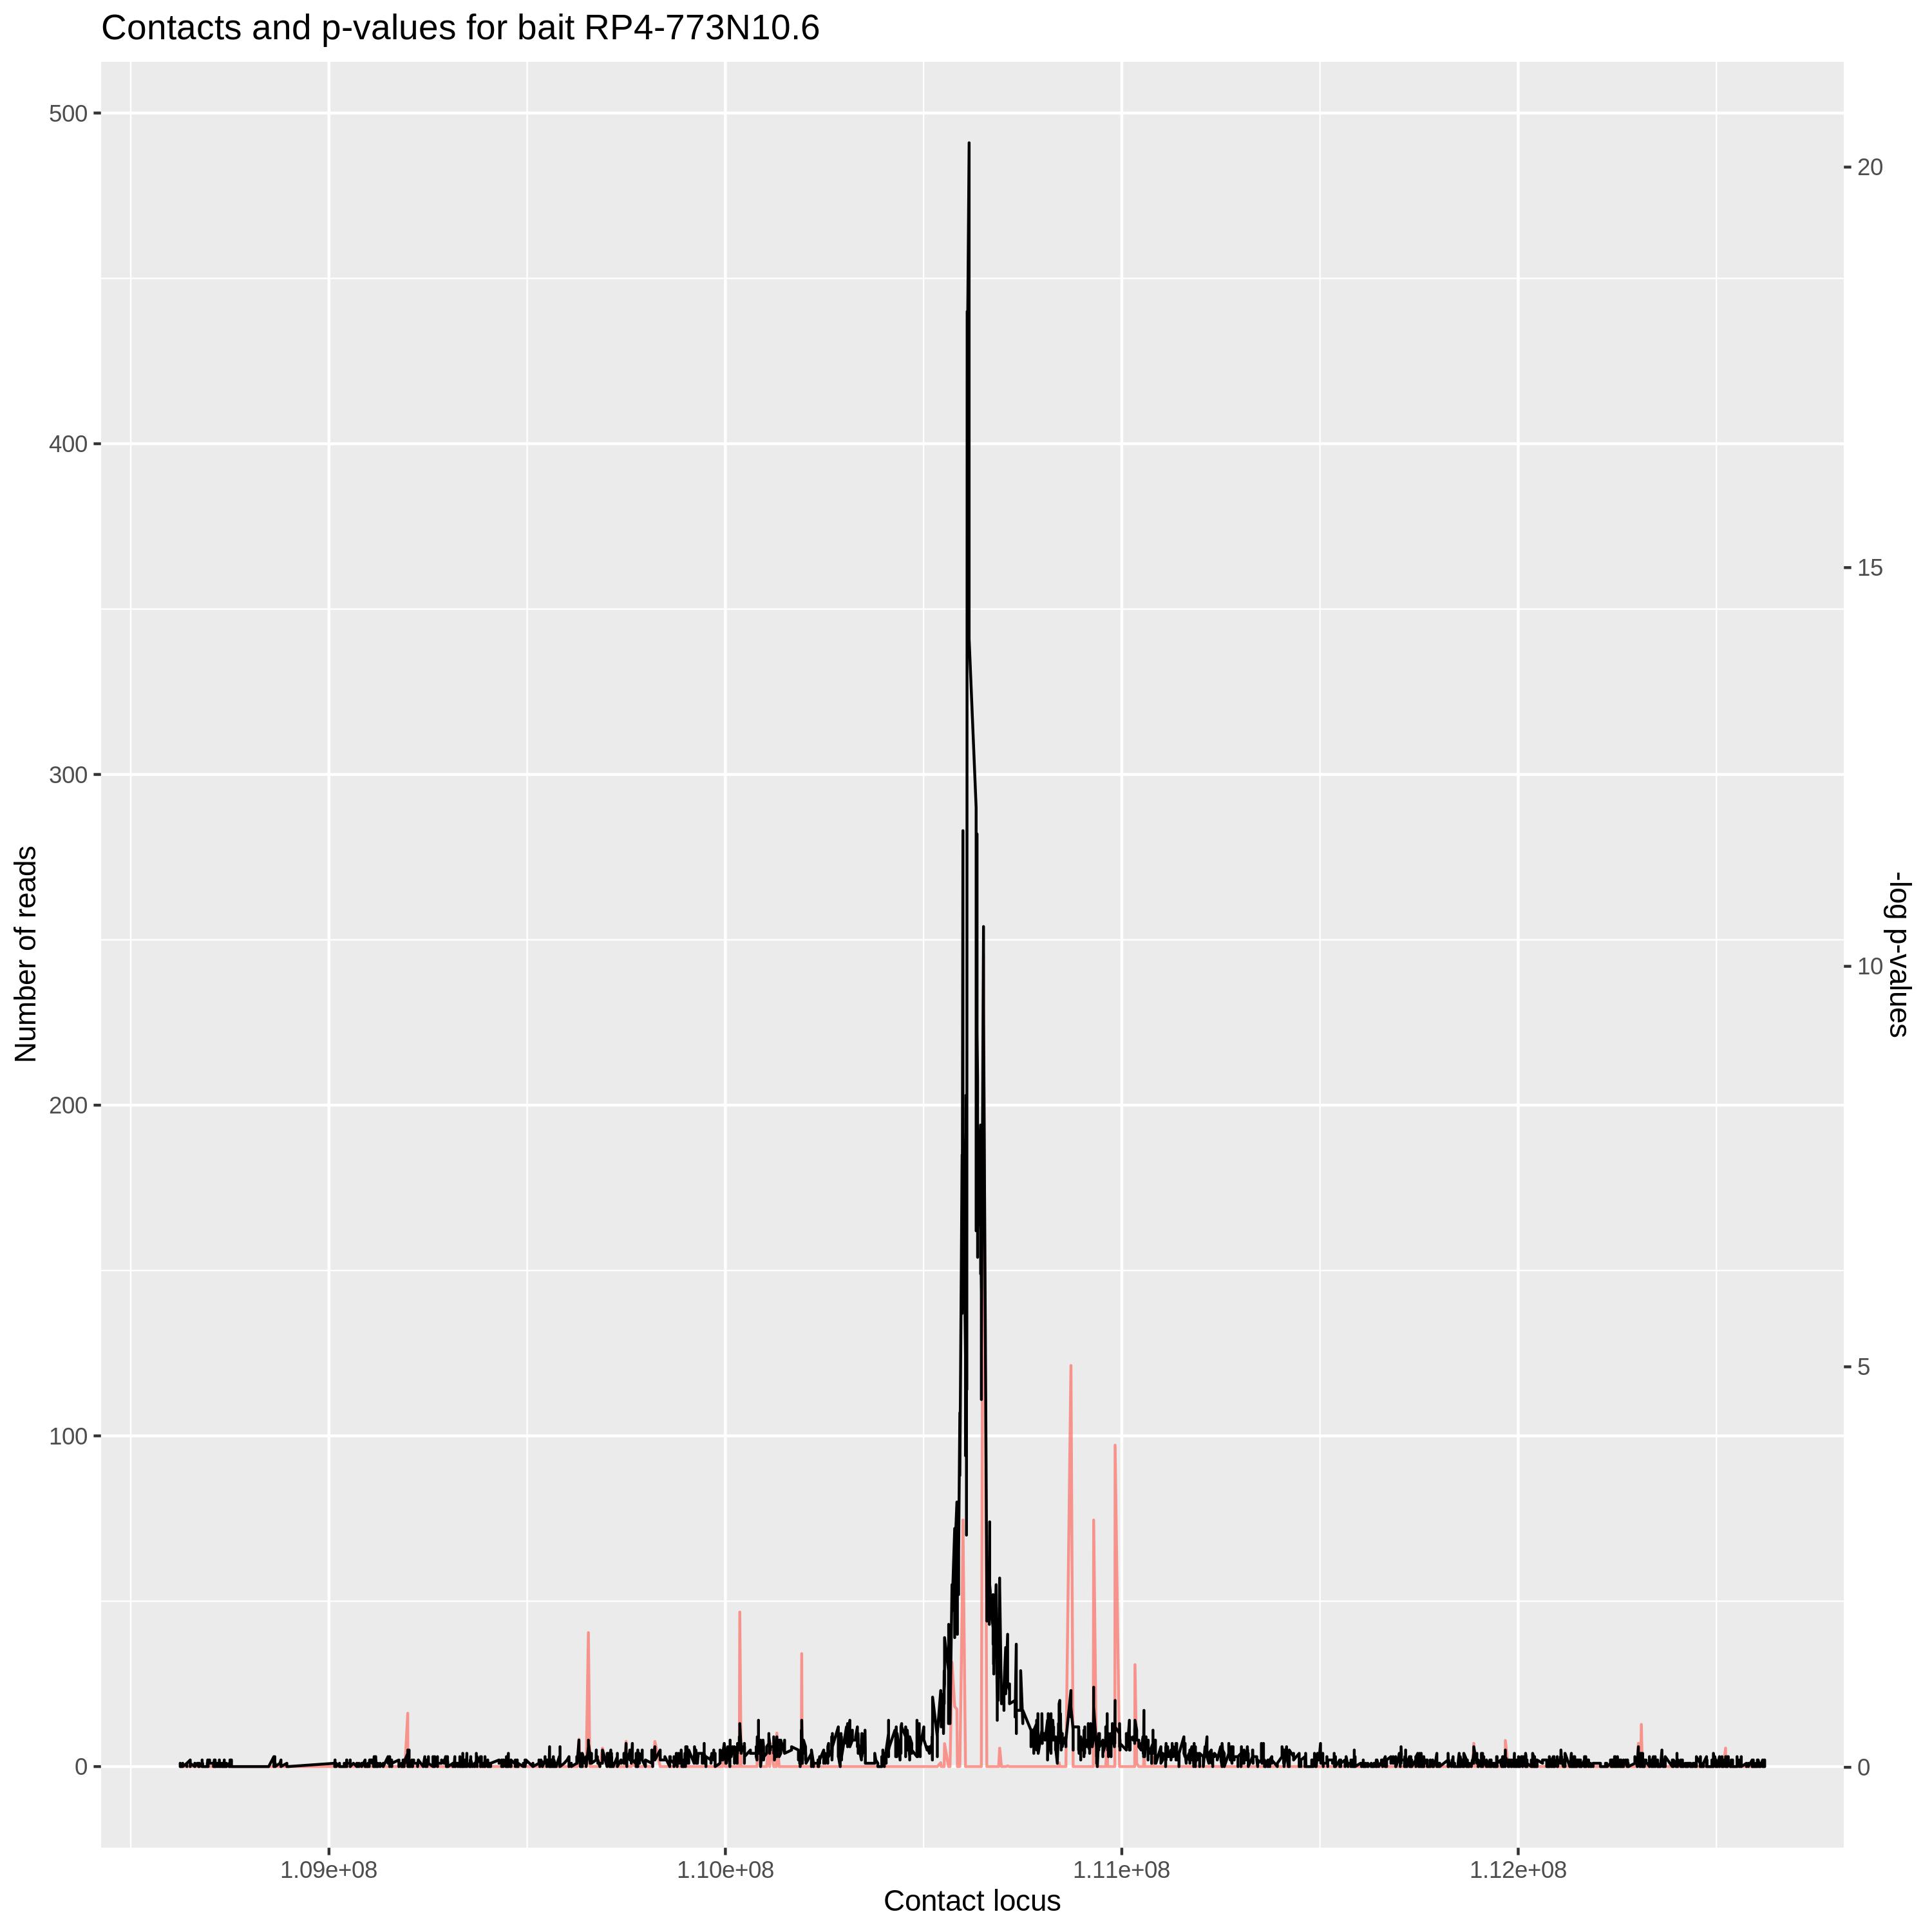 Contacts and p-values for bait RP4-773N10.6
500
400
300
200
100
0
Number of reads
20
15
10
5
0
-log p-values
1.09e+08
1.10e+08
1.11e+08
1.12e+08
Contact locus